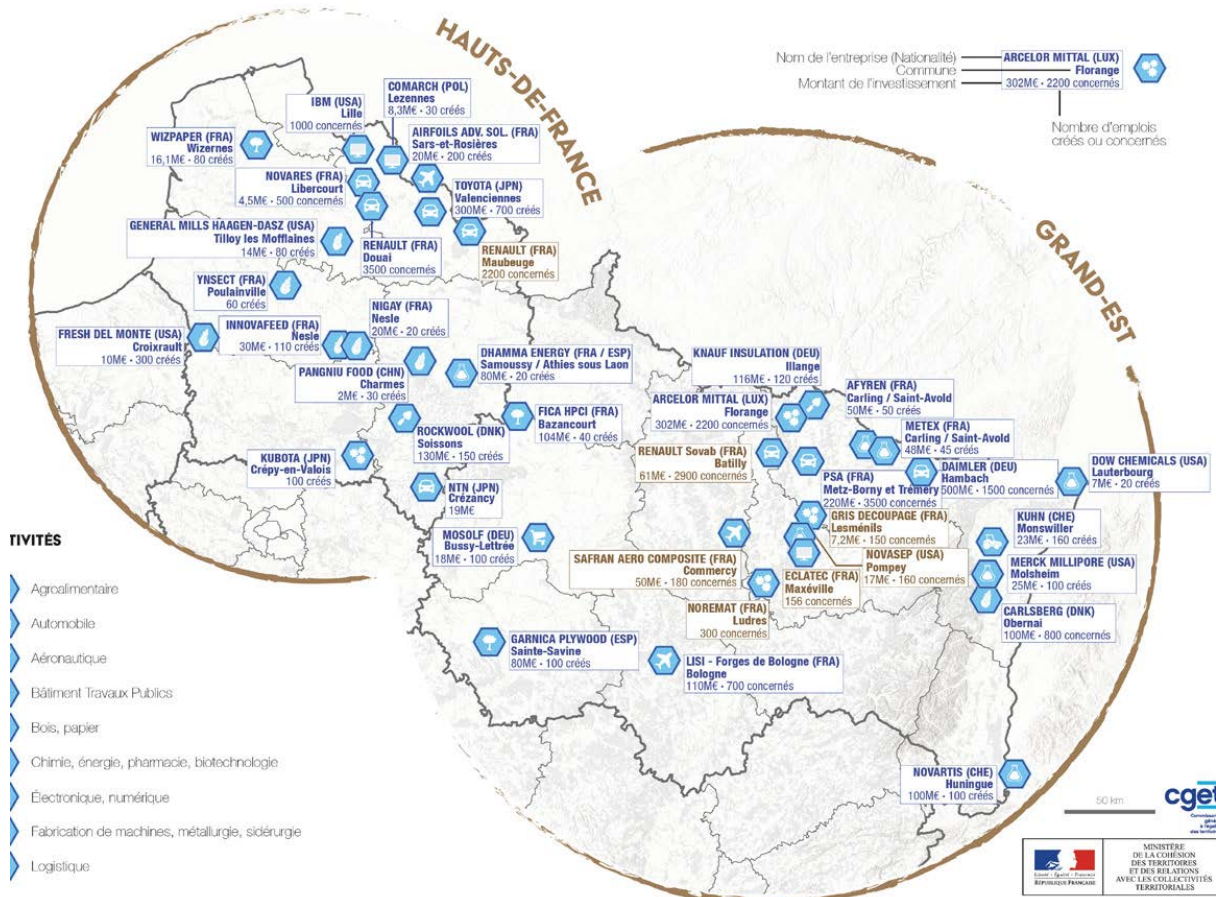 HAUTS-DE-FRANCE
GRAND-EST
Nom de l'entreprise (Nationalité)
Commune
Montant de l'investissement
ARCELOR MITTAL (LUX)
Florange
302M€ • 2200 créés
Nombre d'emplois
créés ou concernés
COMARCH (POL)
Lezennes
8,3M€ • 30 créés
IBM (USA)
Lille
1000 concernés
WIZPAPER (FRA)
Wizernes
16,1M€ • 80 créés
AIRFOILS ADV. SOL. (FRA)
Sars-et-Rosières
20M€ • 200 créés
NOVARES (FRA)
Libercourt
4,5M€ • 500 concernés
TOYOTA (JPN)
Valenciennes
300M€ • 700 créés
GENERAL MILLS HÄAGEN-DASZ (USA)
Tilloy les Mofflaines
14M€ • 80 créés
RENAULT (FRA)
Douai
3500 concernés
RENAULT (FRA)
Maubeuge
2200 concernés
YNSECT (FRA)
Poulainville
60 créés
NIGAY (FRA)
Nesle
20M€ • 20 créés
INNOVAFEED (FRA)
Nesle
30M€ • 110 créés
FRESH DEL MONTE (USA)
Croixrault
10M€ • 300 créés
DHAMMA ENERGY (FRA / ESP)
Samoussy / Athies sous Laon
80M€ • 20 créés
PANGNIU FOOD (CHN)
Charmes
2M€ • 30 créés
KNAUF INSULATION (DEU)
Illange
116M€ • 120 créés
AFYREN (FRA)
Carling / Saint-Avold
50M€ • 50 créés
ARCELOR MITTAL (LUX)
Florange
302M€ • 2200 concernés
FICA HPCI (FRA)
Bazancourt
104M€ • 40 créés
METEX (FRA)
Carling / Saint-Avold
48M€ • 45 créés
ROCKWOOL (DNK)
Soissons
130M€ • 150 créés
RENAULT Sovab (FRA)
Batilly
61M€ • 2900 concernés
KUBOTA (JPN)
Crépy-en-Valois
100 créés
DAIMLER (DEU)
Hambach
500M€ • 1500 concernés
DOW CHEMICALS (USA)
Lauterbourg
7M€ • 20 créés
PSA (FRA)
Metz-Borny et Trémery
220M€ • 3500 concernés
NTN (JPN)
Crézancy
19M€
GRIS DECOUPAGE (FRA)
Lesménils
7,2M€ • 150 concernés
KUHN (CHE)
Monswiller
23M€ • 160 créés
MOSOLF (DEU)
Bussy-Lettrée
18M€ • 100 créés
SAFRAN AERO COMPOSITE (FRA)
Commercy
50M€ • 180 concernés
NOVASEP (USA)
Pompey
17M€ • 160 concernés
MERCK MILLIPORE (USA)
Molsheim
25M€ • 100 créés
ECLATEC (FRA)
Maxéville
156 concernés
NOREMAT (FRA)
Ludres
300 concernés
CARLSBERG (DNK)
Obernai
100M€ • 800 concernés
GARNICA PLYWOOD (ESP)
Sainte-Savine
80M€ • 100 créés
LISI - Forges de Bologne (FRA)
Bologne
110M€ • 700 concernés
NOVARTIS (CHE)
Huningue
100M€ • 100 créés
TIVITÉS
Agroalimentaire
Automobile
Aéronautique
Bâtiment Travaux Publics
Bois, papier
Chimie, énergie, pharmacie, biotechnologie
Électronique, numérique
Fabrication de machines, métallurgie, sidérurgie
Logistique
50 km
cget
Liberté • Égalité • Fraternité
RÉPUBLIQUE FRANÇAISE
MINISTÈRE
DE LA COHÉSION
DES TERRITOIRES
ET DES RELATIONS
AVEC LES COLLECTIVITÉS
TERRITORIALES